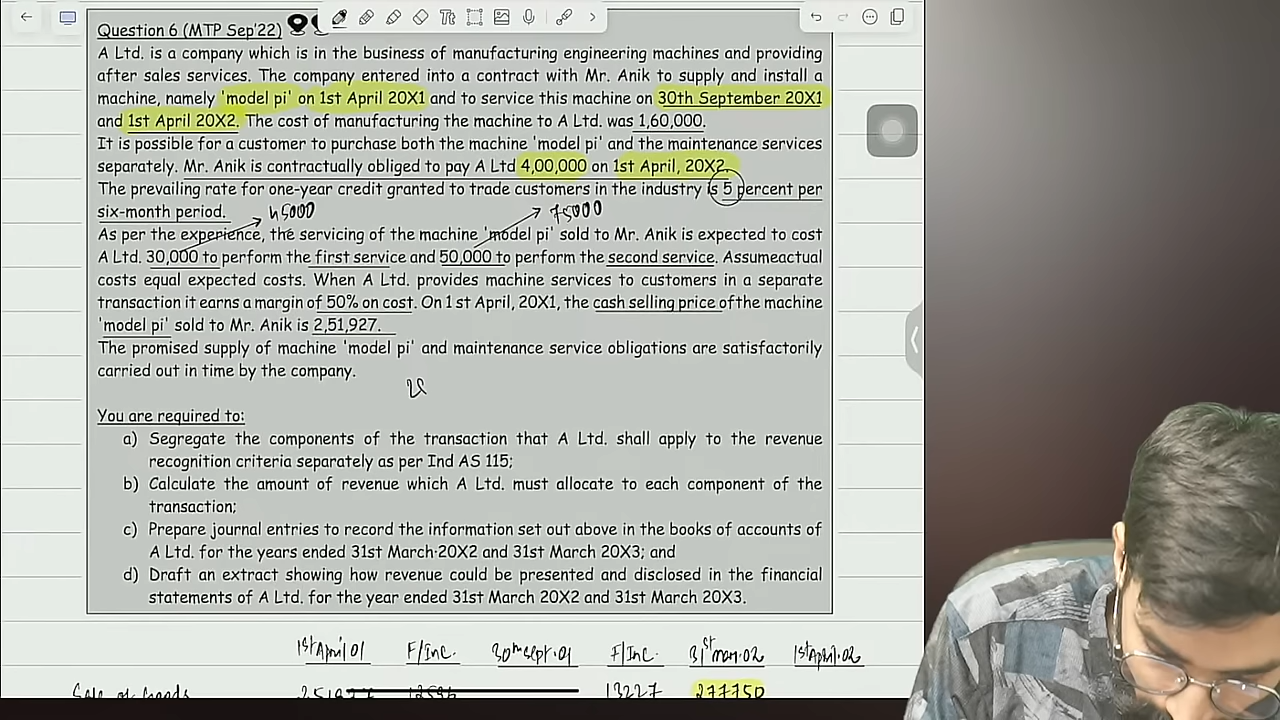 Question 6 (MTP Sep'22)
A Ltd. is a company which is in the business of manufacturing engineering machines and providing
after sales services. The company entered into a contract with Mr. Anik to supply and install a
machine, namely 'model pi' on 1st April 20X1 and to service this machine on 30th September 20X1
and 1st April 20X2. The cost of manufacturing the machine to A Ltd. was 1,60,000.
It is possible for a customer to purchase both the machine 'model pi' and the maintenance services
separately. Mr. Anik is contractually obliged to pay A Ltd 4,00,000 on 1st April, 20X2.
The prevailing rate for one-year credit granted to trade customers in the industry is 5 percent per
six-month period.
45000
75000
As per the experience, the servicing of the machine 'model pi' sold to Mr. Anik is expected to cost
A Ltd. 30,000 to perform the first service and 50,000 to perform the second service. Assumeactual
costs equal expected costs. When A Ltd. provides machine services to customers in a separate
transaction it earns a margin of 50% on cost. On 1 st April, 20X1, the cash selling price of the machine
'model pi' sold to Mr. Anik is 2,51,927.
The promised supply of machine 'model pi' and maintenance service obligations are satisfactorily
carried out in time by the company.
You are required to:
a) Segregate the components of the transaction that A Ltd. shall apply to the revenue
recognition criteria separately as per Ind AS 115;
b) Calculate the amount of revenue which A Ltd. must allocate to each component of the
transaction;
c) Prepare journal entries to record the information set out above in the books of accounts of
A Ltd. for the years ended 31st March·20X2 and 31st March 20X3; and
d) Draft an extract showing how revenue could be presented and disclosed in the financial
statements of A Ltd. for the year ended 31st March 20X2 and 31st March 20X3.
1st April 01 F/Inc. 30th Sept. 01 F/Inc. 31st Mar. 02 1st April. 02
Sale of goods 13227 277750